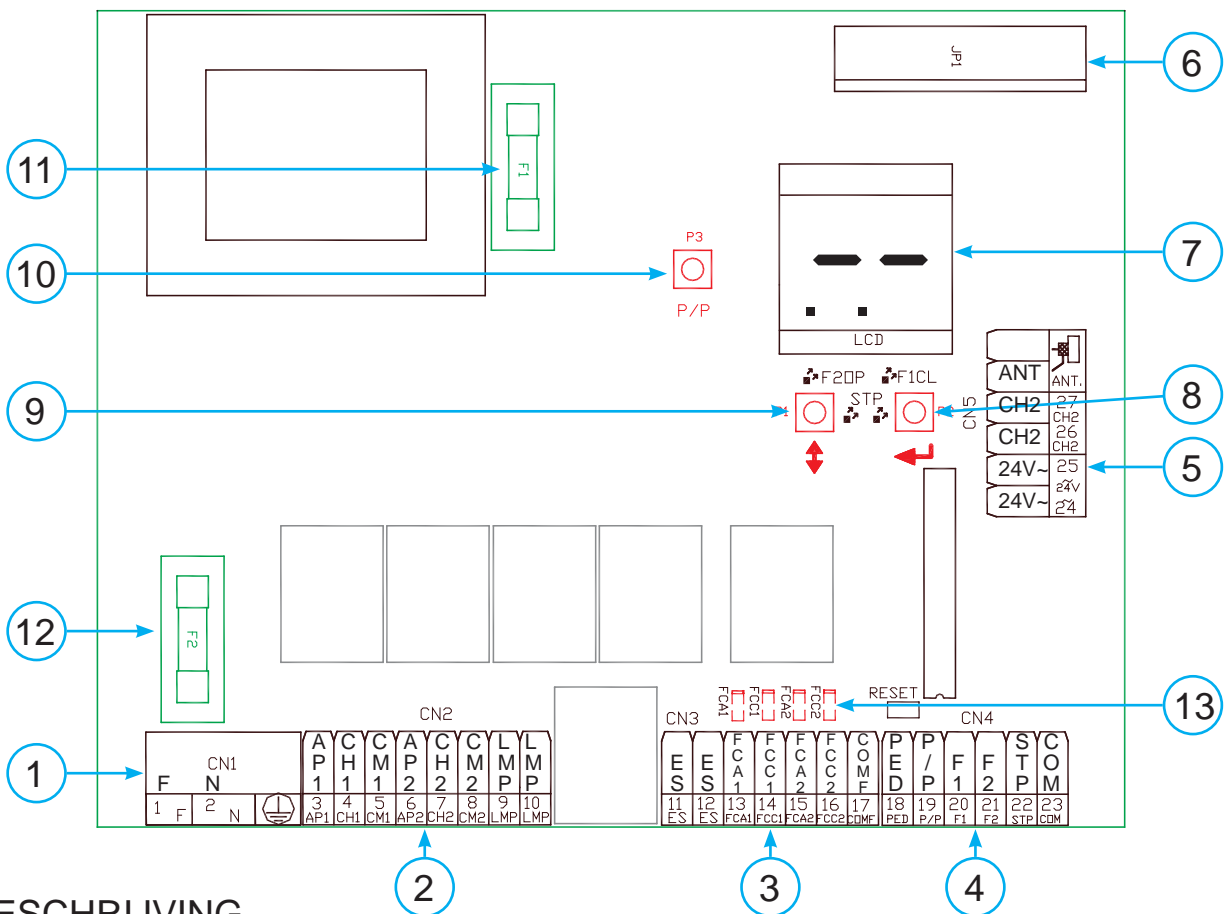 JP1
6
11
F1
P3
10
7
P/P
LCD
F2OP F1CL
ANT ANT.
STP
9
8
CN5
CH2 27 CH2
CH2 26 CH2
24V~ 25
5
24V~ 24V~ 24
12
F2
FCA1 FCC1 FCA2 FCC2
RESET
13
CN2
CN3
CN4
1
CN1
F N
AP1 CH1 CM1 AP2 CH2 CM2 LMP LMP
ES ES FCA1 FCC1 FCA2 FCC2 COMF
PED P/P F1 F2 STP COM
1 F 2 N
3 4 5 6 7 8 9 10
AP1 CH1 CM1 AP2 CH2 CM2 LMP LMP
11 12 13 14 15 16 17
ES ES FCA1 FCC1 FCA2 FCC2 COMF
18 19 20 21 22 23
PED P/P F1 F2 STP COM
2
3
4
ESCHRIJVING